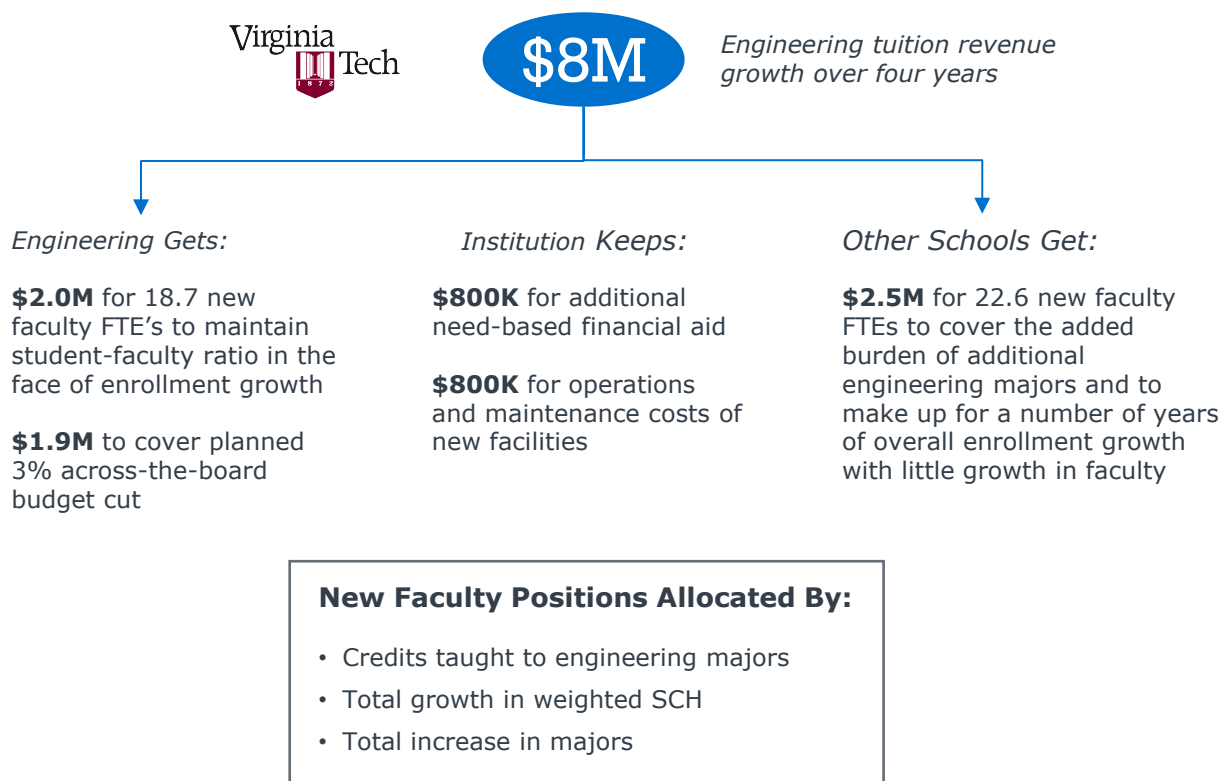 Virginia
Tech
1872
$8M
Engineering tuition revenue
growth over four years
Engineering Gets:
$2.0M for 18.7 new
faculty FTE's to maintain
student-faculty ratio in the
face of enrollment growth
$1.9M to cover planned
3% across-the-board
budget cut
Institution Keeps:
$800K for additional
need-based financial aid
$800K for operations
and maintenance costs of
new facilities
Other Schools Get:
$2.5M for 22.6 new faculty
FTEs to cover the added
burden of additional
engineering majors and to
make up for a number of years
of overall enrollment growth
with little growth in faculty
New Faculty Positions Allocated By:
• Credits taught to engineering majors
• Total growth in weighted SCH
• Total increase in majors